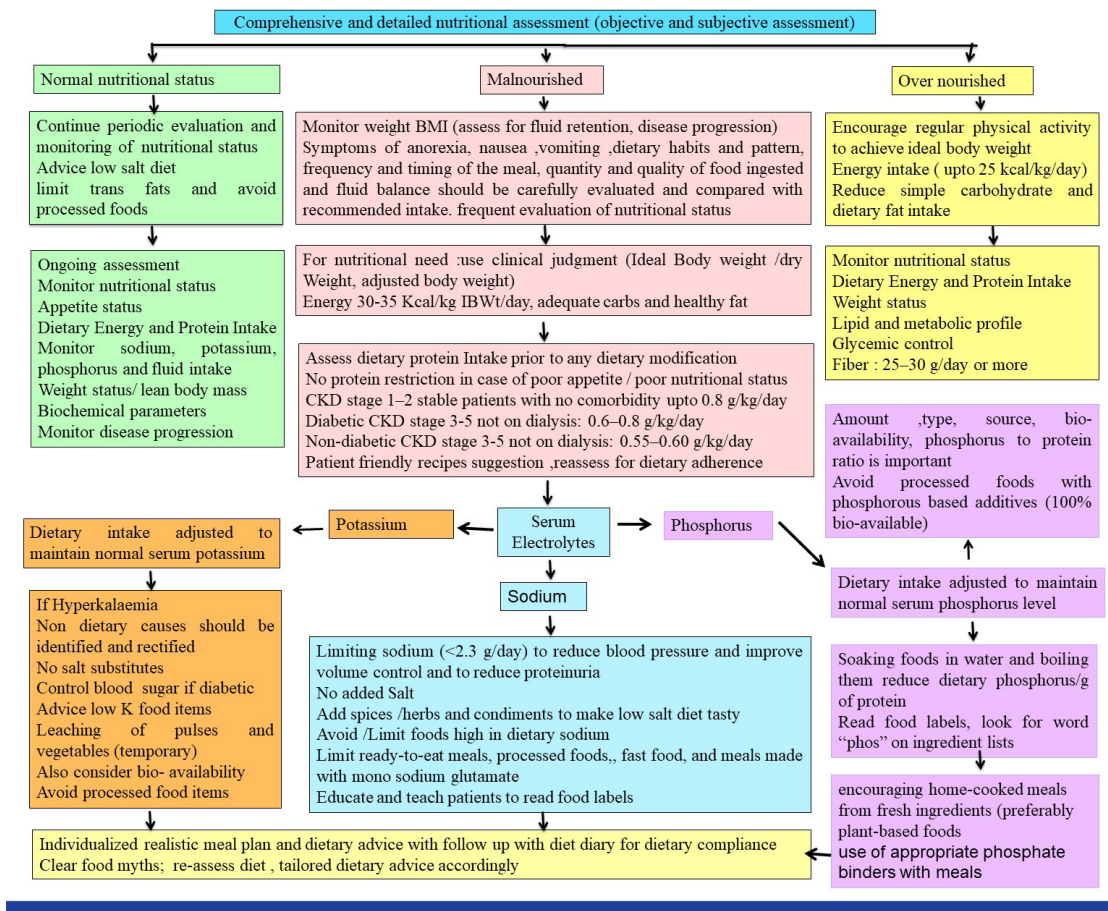 Comprehensive and detailed nutritional assessment (objective and subjective assessment)
Normal nutritional status
Continue periodic evaluation and
monitoring of nutritional status
Advice low salt diet
limit trans fats and avoid
processed foods
Ongoing assessment
Monitor nutritional status
Appetite status
Dietary Energy and Protein Intake
Monitor sodium, potassium,
phosphorus and fluid intake
Weight status/ lean body mass
Biochemical parameters
Monitor disease progression
Malnourished
Monitor weight BMI (assess for fluid retention, disease progression)
Symptoms of anorexia, nausea ,vomiting ,dietary habits and pattern,
frequency and timing of the meal, quantity and quality of food ingested
and fluid balance should be carefully evaluated and compared with
recommended intake. frequent evaluation of nutritional status
For nutritional need :use clinical judgment (Ideal Body weight /dry
Weight, adjusted body weight)
Energy 30-35 Kcal/kg IBWt/day, adequate carbs and healthy fat
Assess dietary protein Intake prior to any dietary modification
No protein restriction in case of poor appetite / poor nutritional status
CKD stage 1–2 stable patients with no comorbidity upto 0.8 g/kg/day
Diabetic CKD stage 3-5 not on dialysis: 0.6–0.8 g/kg/day
Non-diabetic CKD stage 3-5 not on dialysis: 0.55–0.60 g/kg/day
Patient friendly recipes suggestion ,reassess for dietary adherence
Over nourished
Encourage regular physical activity
to achieve ideal body weight
Energy intake ( upto 25 kcal/kg/day)
Reduce simple carbohydrate and
dietary fat intake
Monitor nutritional status
Dietary Energy and Protein Intake
Weight status
Lipid and metabolic profile
Glycemic control
Fiber : 25–30 g/day or more
Serum
Electrolytes
Potassium
Dietary intake adjusted to
maintain normal serum potassium
If Hyperkalaemia
Non dietary causes should be
identified and rectified
No salt substitutes
Control blood sugar if diabetic
Advice low K food items
Leaching of pulses and
vegetables (temporary)
Also consider bio- availability
Avoid processed food items
Sodium
Limiting sodium (<2.3 g/day) to reduce blood pressure and improve
volume control and to reduce proteinuria
No added Salt
Add spices /herbs and condiments to make low salt diet tasty
Avoid /Limit foods high in dietary sodium
Limit ready-to-eat meals, processed foods,, fast food, and meals made
with mono sodium glutamate
Educate and teach patients to read food labels
Phosphorus
Amount ,type, source, bio-
availability, phosphorus to protein
ratio is important
Avoid processed foods with
phosphorous based additives (100%
bio-available)
Dietary intake adjusted to maintain
normal serum phosphorus level
Soaking foods in water and boiling
them reduce dietary phosphorus/g
of protein
Read food labels, look for word
“phos” on ingredient lists
encouraging home-cooked meals
from fresh ingredients (preferably
plant-based foods
use of appropriate phosphate
binders with meals
Individualized realistic meal plan and dietary advice with follow up with diet diary for dietary compliance
Clear food myths; re-assess diet , tailored dietary advice accordingly